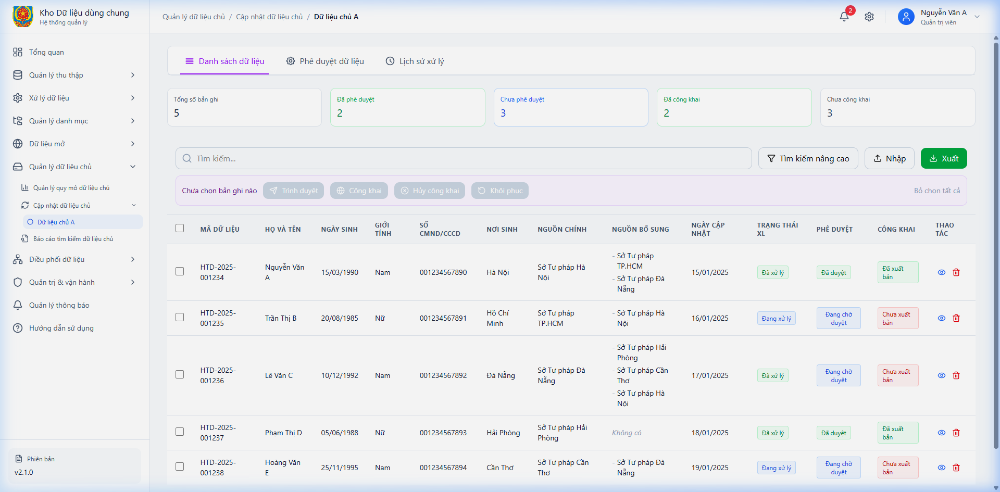 Kho Dữ liệu dùng chung
Hệ thống quản lý
Quản lý dữ liệu chủ / Cập nhật dữ liệu chủ / Dữ liệu chủ A
2
Nguyễn Văn A
Quản trị viên
Tổng quan
Quản lý thu thập
Xử lý dữ liệu
Quản lý danh mục
Dữ liệu mở
Quản lý dữ liệu chủ
Quản lý quy mô dữ liệu chủ
Cập nhật dữ liệu chủ
Dữ liệu chủ A
Báo cáo tìm kiếm dữ liệu chủ
Điều phối dữ liệu
Quản trị & vận hành
Quản lý thông báo
Hướng dẫn sử dụng
Phiên bản
v2.1.0
Danh sách dữ liệu
Phê duyệt dữ liệu
Lịch sử xử lý
Tổng số bản ghi
5
Đã phê duyệt
2
Chưa phê duyệt
3
Đã công khai
2
Chưa công khai
3
Tìm kiếm...
Tìm kiếm nâng cao
Nhập
Xuất
Chưa chọn bản ghi nào
Trình duyệt
Công khai
Hủy công khai
Khôi phục
Bỏ chọn tất cả
MÃ DỮ LIỆU
HỌ VÀ TÊN
NGÀY SINH
GIỚI
TÍNH
SỐ
CMND/CCCD
NƠI SINH
NGUỒN CHÍNH
NGUỒN BỔ SUNG
NGÀY CẬP
NHẬT
TRẠNG THÁI
XL
PHÊ DUYỆT
CÔNG KHAI
THAO
TÁC
HTD-2025-
001234
Nguyễn Văn
A
15/03/1990
Nam
001234567890
Hà Nội
Sở Tư pháp Hà
Nội
- Sở Tư pháp
TP.HCM
- Sở Tư pháp Đà
Nẵng
15/01/2025
Đã xử lý
Đã duyệt
Đã xuất
bản
HTD-2025-
001235
Trần Thị B
20/08/1985
Nữ
001234567891
Hồ Chí
Minh
Sở Tư pháp
TP.HCM
- Sở Tư pháp Hà
Nội
16/01/2025
Đang xử lý
Đang chờ
duyệt
Chưa xuất
bản
HTD-2025-
001236
Lê Văn C
10/12/1992
Nam
001234567892
Đà Nẵng
Sở Tư pháp Đà
Nẵng
- Sở Tư pháp Hải
Phòng
- Sở Tư pháp Cần
Thơ
- Sở Tư pháp Hà
Nội
17/01/2025
Đã xử lý
Đang chờ
duyệt
Chưa xuất
bản
HTD-2025-
001237
Phạm Thị D
05/06/1988
Nữ
001234567893
Hải Phòng
Sở Tư pháp Hải
Phòng
Không có
18/01/2025
Đã xử lý
Đã duyệt
Đã xuất
bản
HTD-2025-
001238
Hoàng Văn
E
25/11/1995
Nam
001234567894
Cần Thơ
Sở Tư pháp Cần
Thơ
- Sở Tư pháp Đà
Nẵng
19/01/2025
Đang xử lý
Đang chờ
duyệt
Chưa xuất
bản